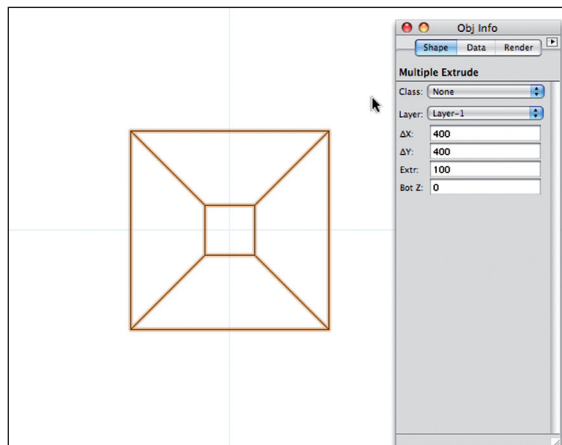 Obj Info
Shape Data Render
Multiple Extrude
Class: None
Layer: Layer-1
ΔX: 400
ΔY: 400
Extr: 100
Bot Z: 0